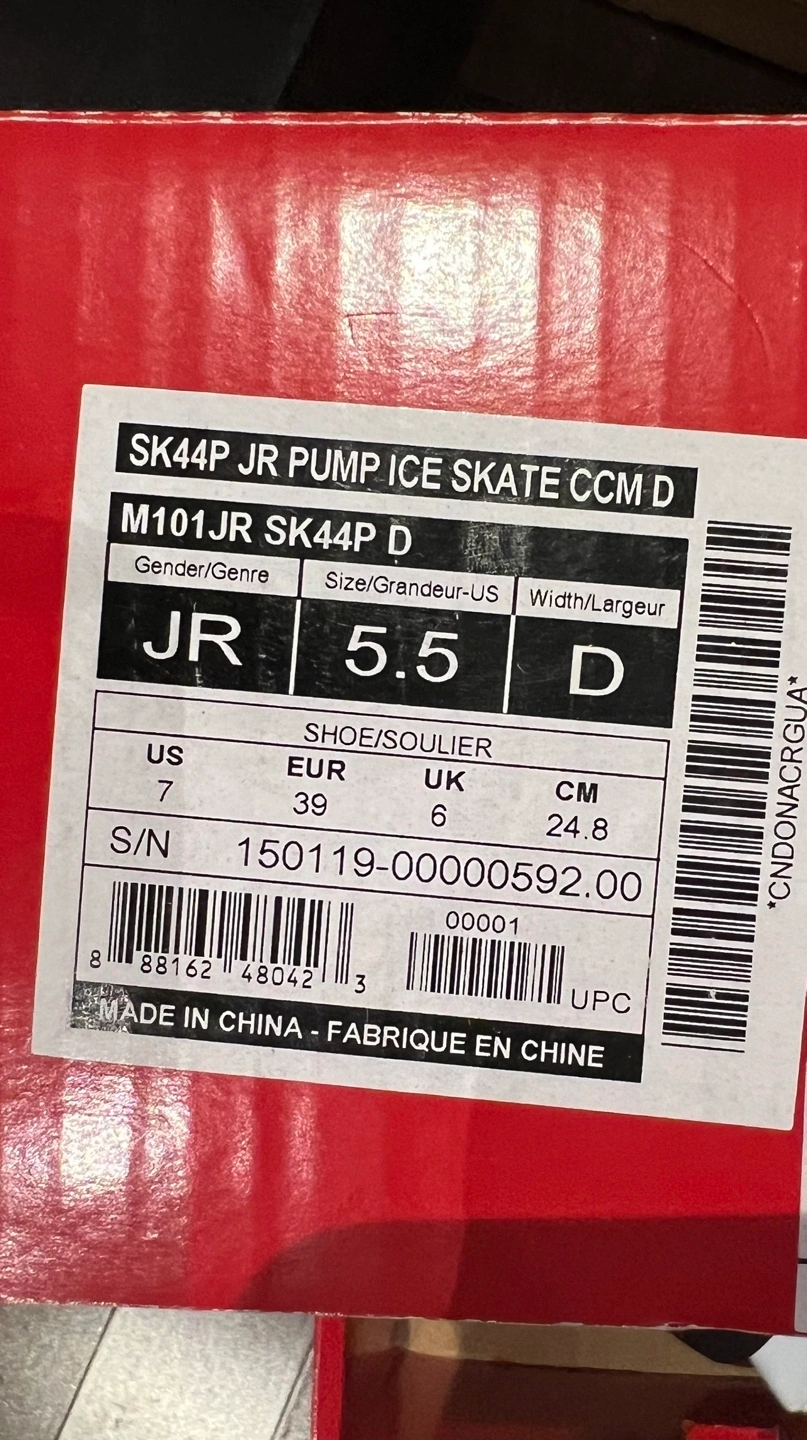 SK44P JR PUMP ICE SKATE CCM D
M101JR SK44P D
Gender/Genre Size/Grandeur-US Width/Largeur
JR 5.5 D
SHOE/SOULIER
US EUR UK CM
7 39 6 24.8
S/N 150119-00000592.00
00001
8 88162 48042 3 UPC
MADE IN CHINA - FABRIQUE EN CHINE
*CNDONACRGUA*